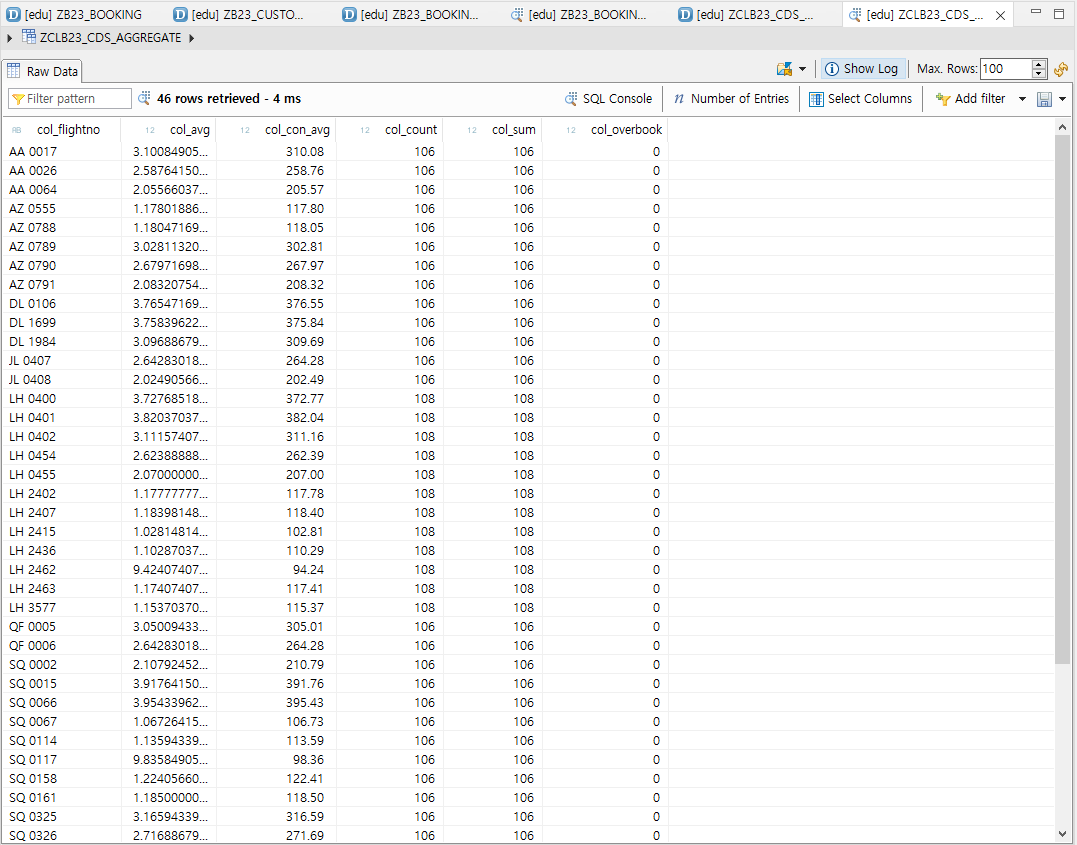 [edu] ZB23_BOOKING [edu] ZB23_CUSTO... [edu] ZB23_BOOKIN... [edu] ZB23_BOOKIN... [edu] ZCLB23_CDS_... [edu] ZCLB23_CDS_...
ZCLB23_CDS_AGGREGATE
Raw Data Show Log Max. Rows: 100
Filter pattern 46 rows retrieved - 4 ms SQL Console n Number of Entries Select Columns Add filter
AB col_flightno 12 col_avg 12 col_con_avg 12 col_count 12 col_sum 12 col_overbook
AA 0017 3.10084905... 310.08 106 106 0
AA 0026 2.58764150... 258.76 106 106 0
AA 0064 2.05566037... 205.57 106 106 0
AZ 0555 1.17801886... 117.80 106 106 0
AZ 0788 1.18047169... 118.05 106 106 0
AZ 0789 3.02811320... 302.81 106 106 0
AZ 0790 2.67971698... 267.97 106 106 0
AZ 0791 2.08320754... 208.32 106 106 0
DL 0106 3.76547169... 376.55 106 106 0
DL 1699 3.75839622... 375.84 106 106 0
DL 1984 3.09688679... 309.69 106 106 0
JL 0407 2.64283018... 264.28 106 106 0
JL 0408 2.02490566... 202.49 106 106 0
LH 0400 3.72768518... 372.77 108 108 0
LH 0401 3.82037037... 382.04 108 108 0
LH 0402 3.11157407... 311.16 108 108 0
LH 0454 2.62388888... 262.39 108 108 0
LH 0455 2.07000000... 207.00 108 108 0
LH 2402 1.17777777... 117.78 108 108 0
LH 2407 1.18398148... 118.40 108 108 0
LH 2415 1.02814814... 102.81 108 108 0
LH 2436 1.10287037... 110.29 108 108 0
LH 2462 9.42407407... 94.24 108 108 0
LH 2463 1.17407407... 117.41 108 108 0
LH 3577 1.15370370... 115.37 108 108 0
QF 0005 3.05009433... 305.01 106 106 0
QF 0006 2.64283018... 264.28 106 106 0
SQ 0002 2.10792452... 210.79 106 106 0
SQ 0015 3.91764150... 391.76 106 106 0
SQ 0066 3.95433962... 395.43 106 106 0
SQ 0067 1.06726415... 106.73 106 106 0
SQ 0114 1.13594339... 113.59 106 106 0
SQ 0117 9.83584905... 98.36 106 106 0
SQ 0158 1.22405660... 122.41 106 106 0
SQ 0161 1.18500000... 118.50 106 106 0
SQ 0325 3.16594339... 316.59 106 106 0
SQ 0326 2.71688679... 271.69 106 106 0